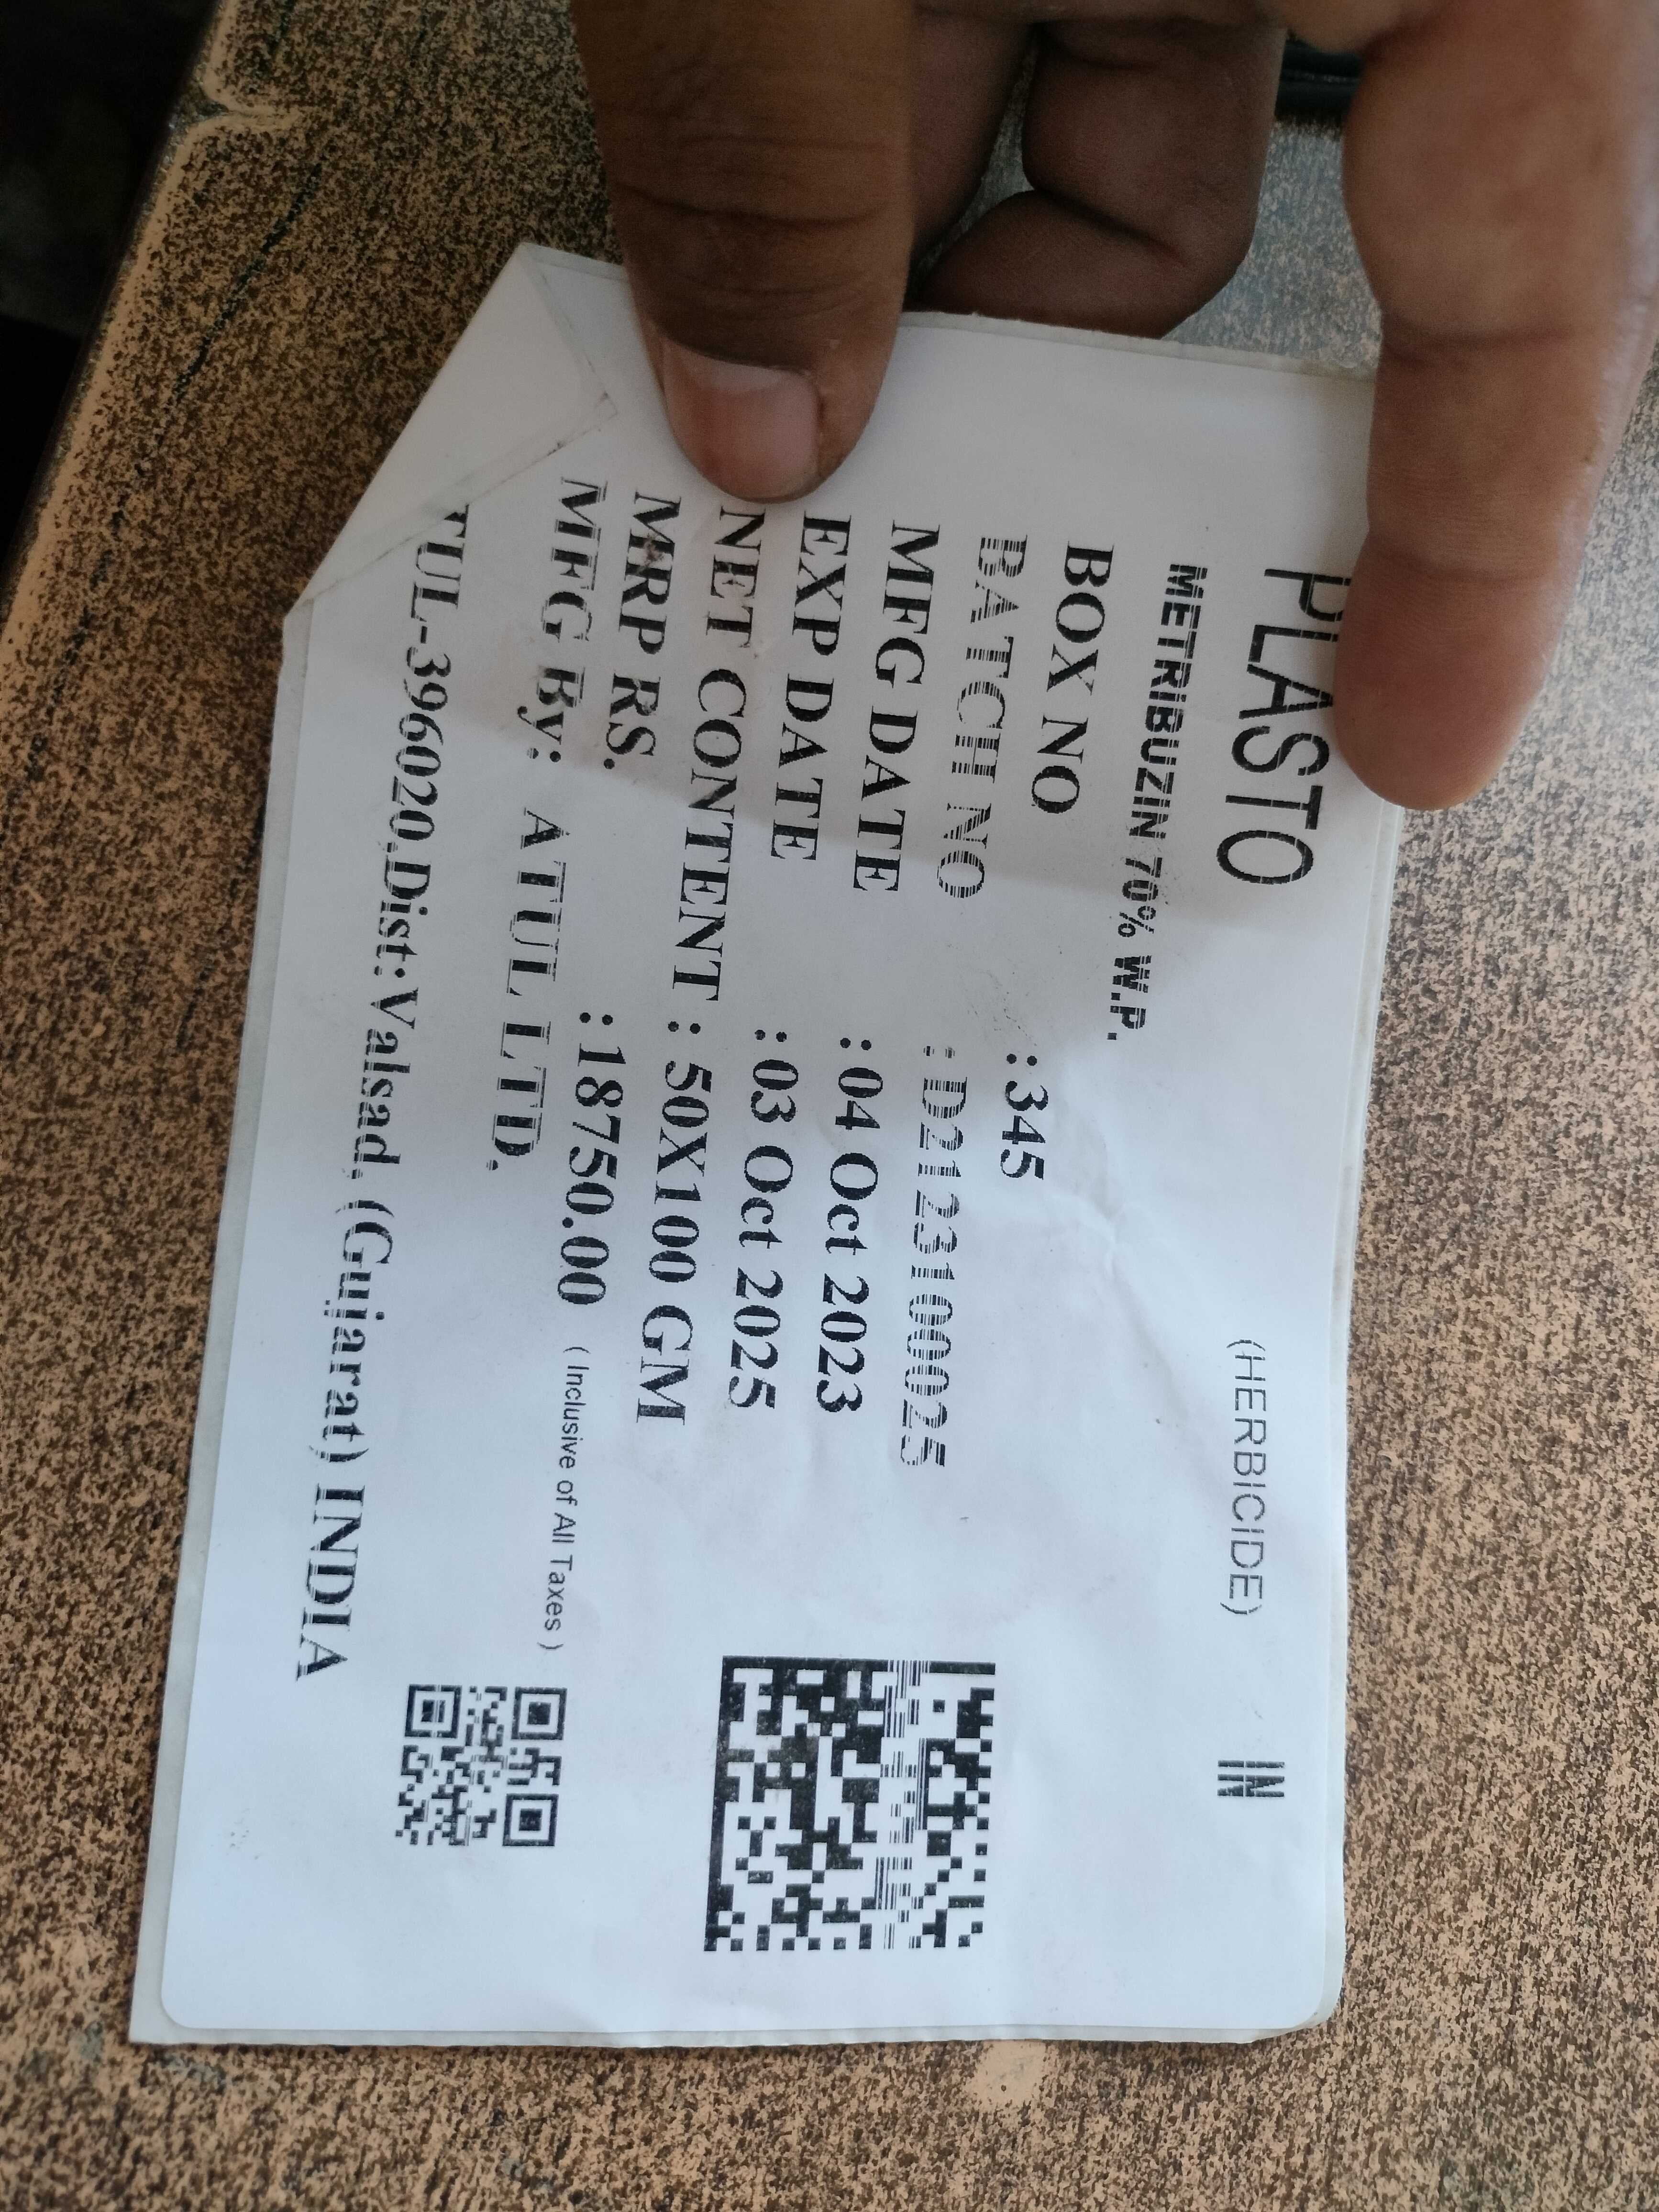 PLASTO (HERBICIDE) IN
METRIBUZIN 70% W.P.
BOX NO :345
BATCH NO :D2123100025
MFG DATE :04 Oct 2023
EXP DATE :03 Oct 2025
NET CONTENT : 50X100 GM
MRP RS. :18750.00 ( Inclusive of All Taxes )
MFG By: ATUL LTD.
TUL-396020,Dist:Valsad, (Gujarat) INDIA